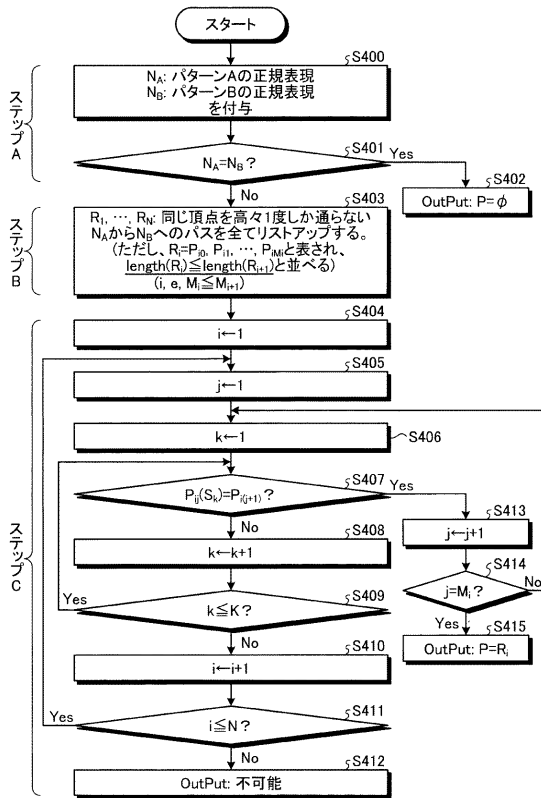 スタート
S400
NA: パターンAの正規表現
NB: パターンBの正規表現
を付与
ステップA
S401
NA=NB?
Yes
No
S402
OutPut: P=φ
S403
R1, …, RN: 同じ頂点を高々1度しか通らない
NAからNBへのパスを全てリストアップする。
(ただし、Ri=Pi0, Pi1, …, PiMiと表され、
length(Ri)≦length(Ri+1)と並べる)
(i, e, Mi≦Mi+1)
ステップB
S404
i←1
S405
j←1
S406
k←1
S407
Pij(Sk)=Pi(j+1)?
Yes
No
S408
k←k+1
S409
k≦K?
Yes
No
S410
i←i+1
S411
i≦N?
Yes
No
S412
OutPut: 不可能
ステップC
S413
j←j+1
S414
j=Mi?
No
Yes
S415
OutPut: P=Ri